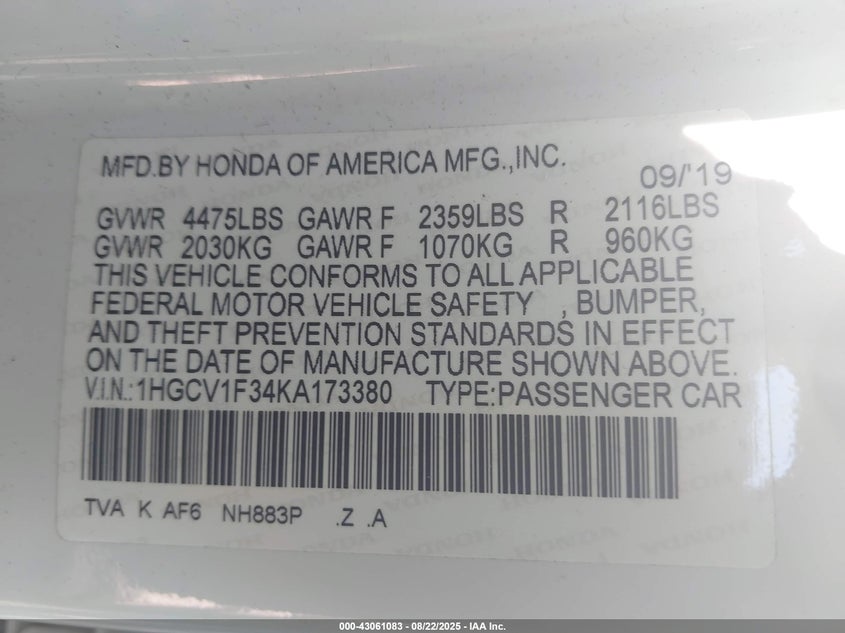 MFD.BY HONDA OF AMERICA MFG.,INC.
09/'19
GVWR 4475LBS GAWR F 2359LBS R 2116LBS
GVWR 2030KG GAWR F 1070KG R 960KG
THIS VEHICLE CONFORMS TO ALL APPLICABLE
FEDERAL MOTOR VEHICLE SAFETY , BUMPER,
AND THEFT PREVENTION STANDARDS IN EFFECT
ON THE DATE OF MANUFACTURE SHOWN ABOVE.
V.I.N.:1HGCV1F34KA173380 TYPE:PASSENGER CAR
TVA K AF6 NH883P .Z .A
000-43061083 - 08/22/2025 - IAA Inc.